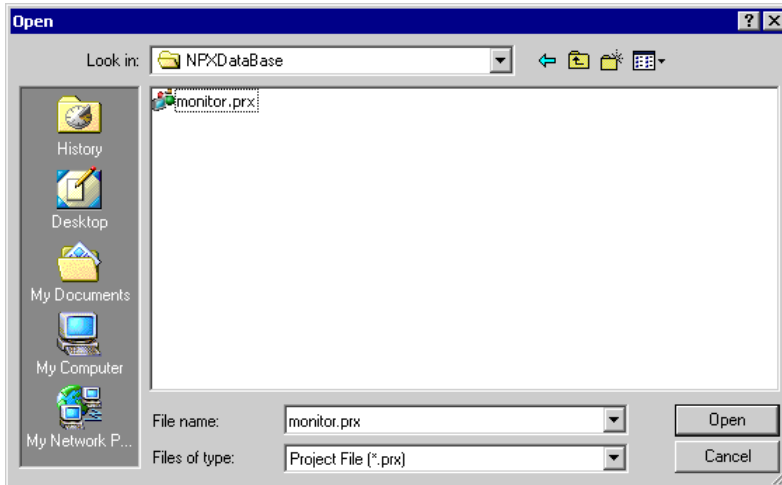 Open
Look in: NPXDataBase
monitor.prx
History
Desktop
My Documents
My Computer
My Network P...
File name: monitor.prx Open
Files of type: Project File (*.prx) Cancel